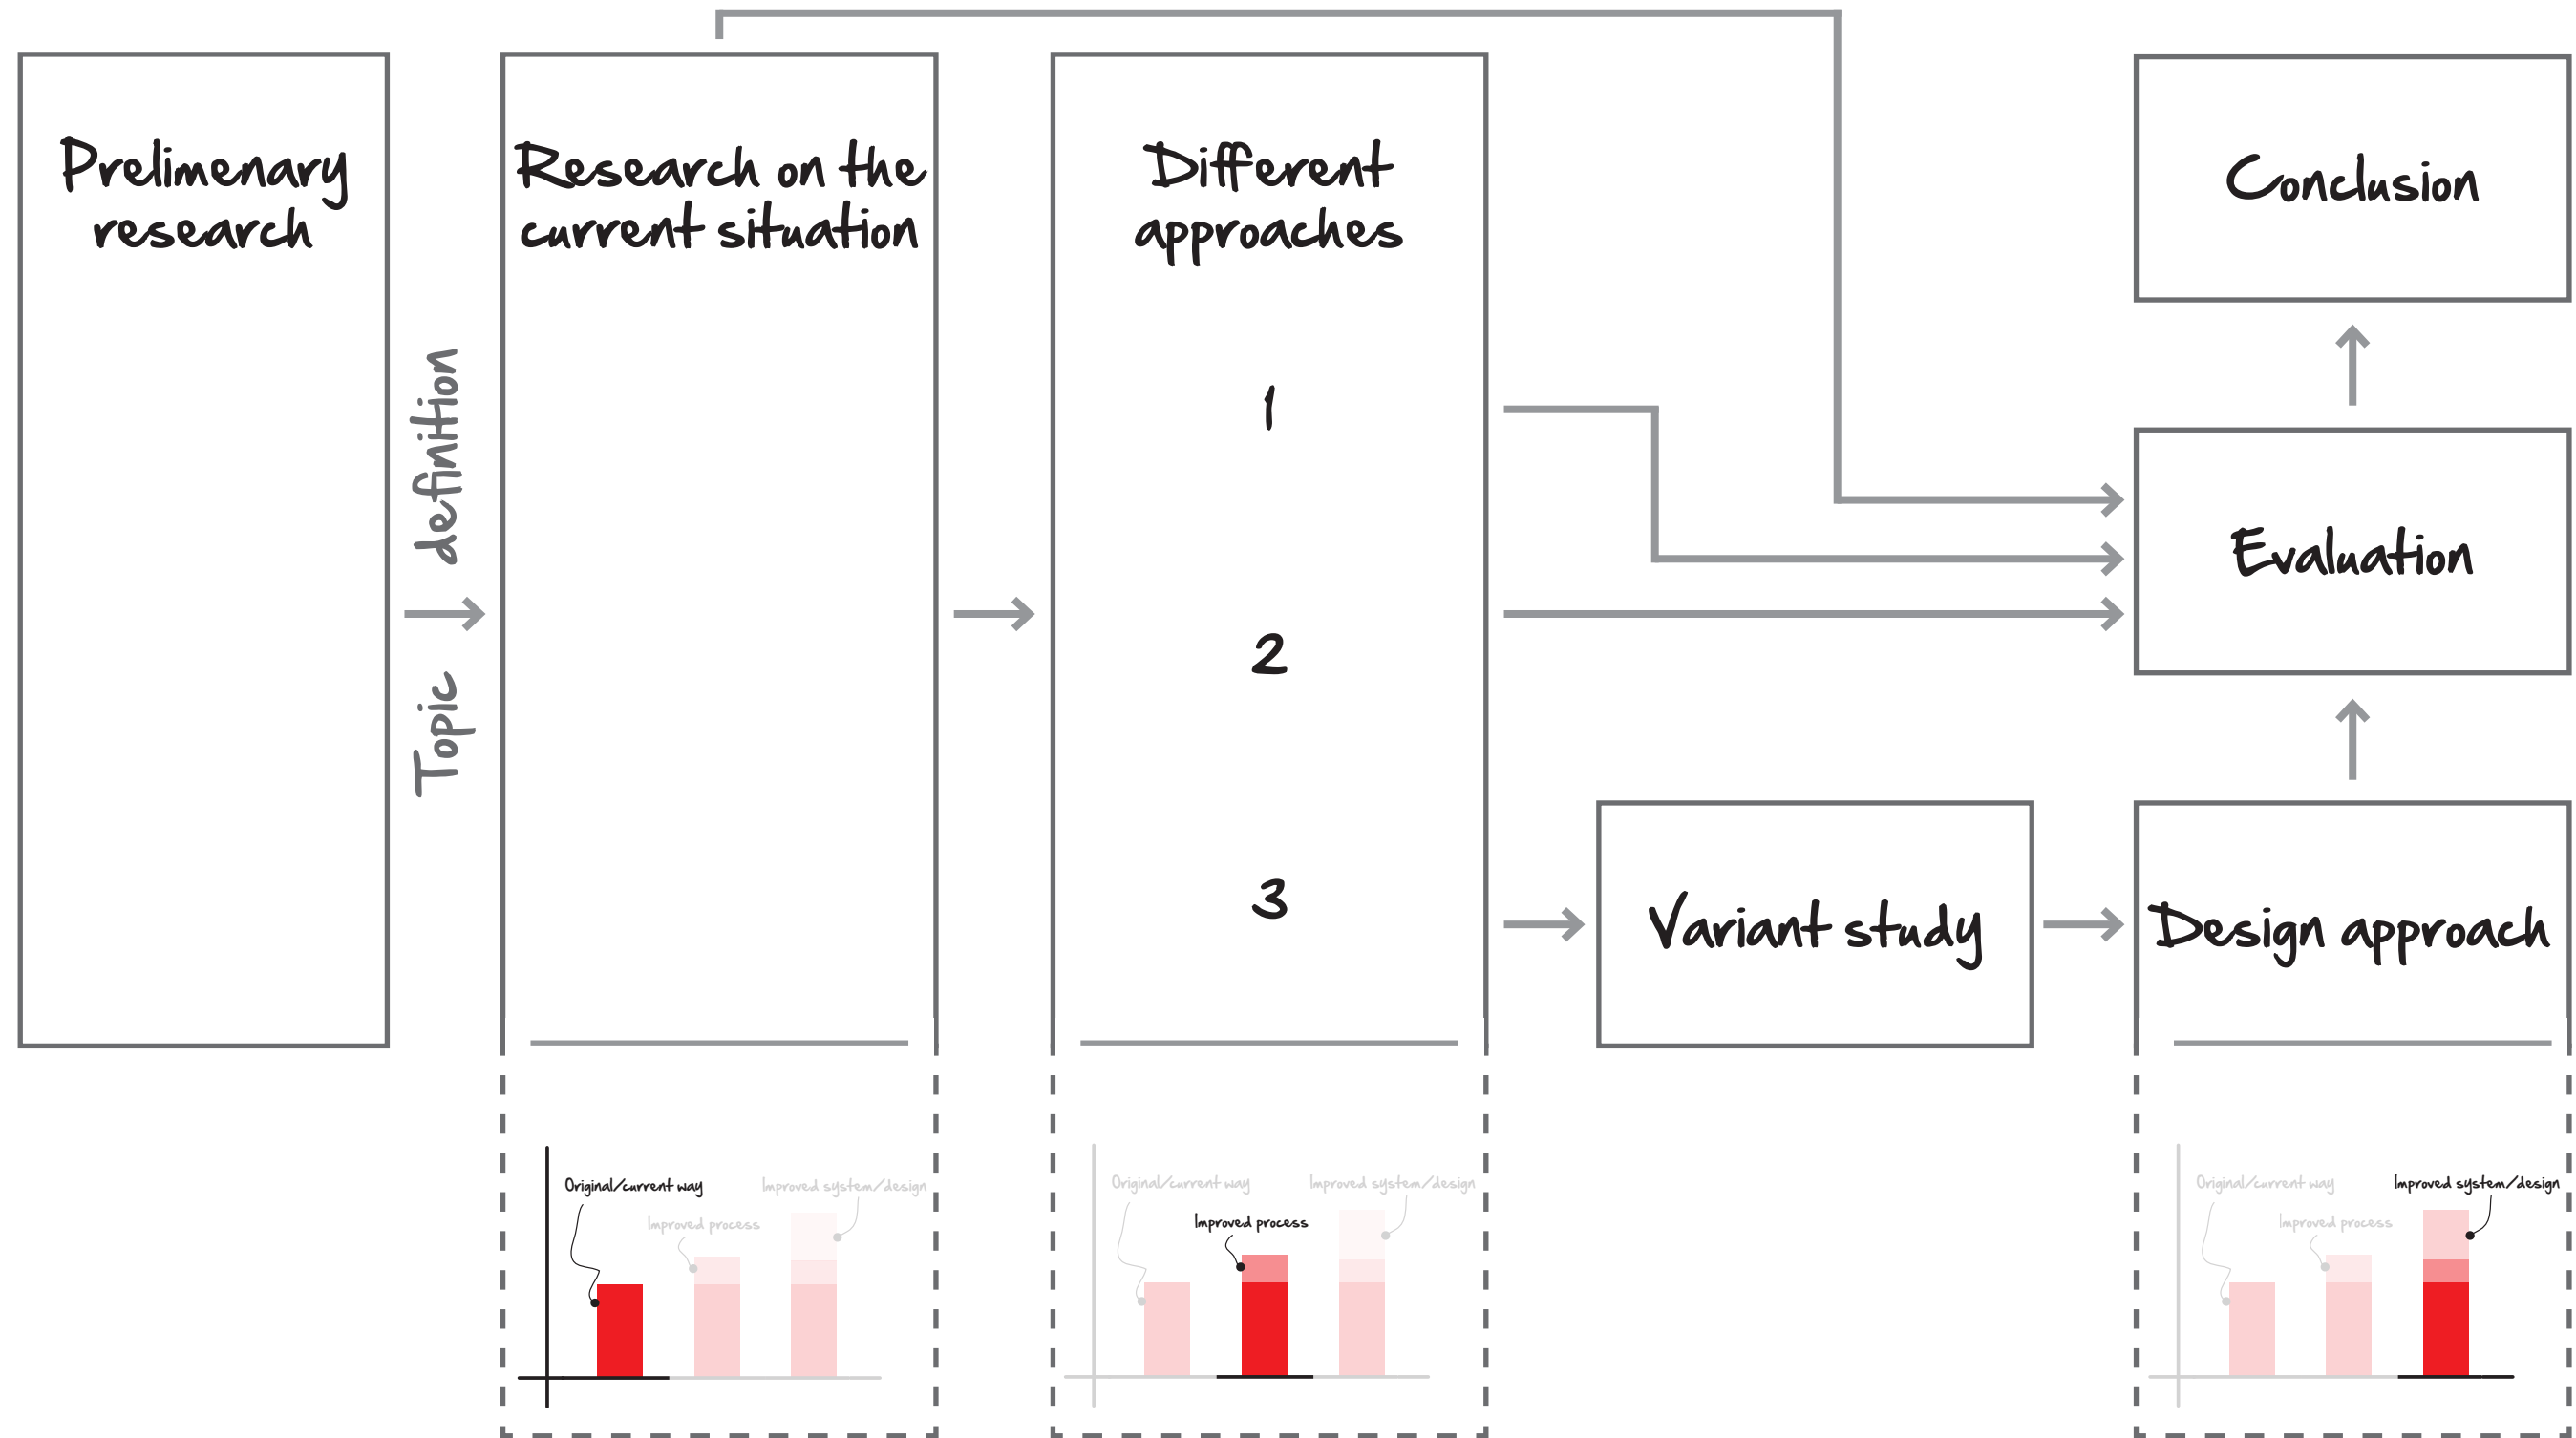 Prelimenary
research
Topic definition
Research on the
current situation
Different
approaches
1
2
3
Variant study
Design approach
Evaluation
Conclusion
Original/current way
Improved process
Improved system/design
Original/current way
Improved process
Improved system/design
Original/current way
Improved process
Improved system/design